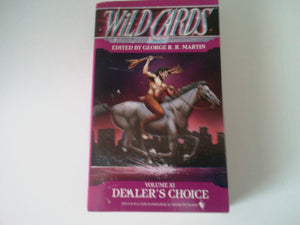 WILD CARDS
EDITED BY GEORGE R. R. MARTIN
VOLUME XI
DEALER'S CHOICE